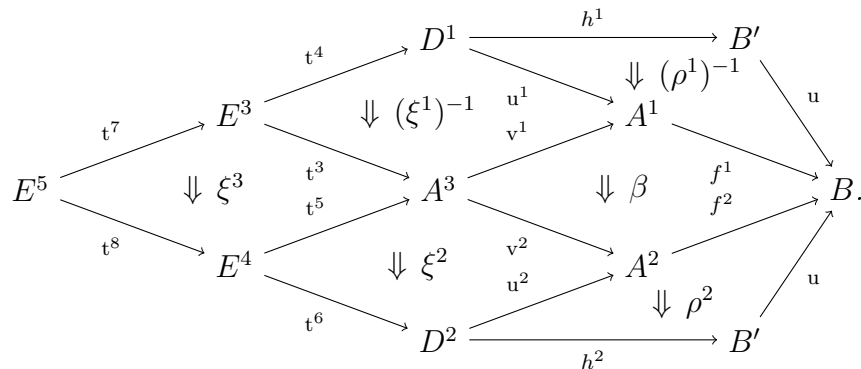 D¹ h¹ B′
t⁴
⇓ (ρ¹)⁻¹
E³ ⇓ (ξ¹)⁻¹ u¹ A¹ u
t⁷ v¹
t³ f¹
E⁵ ⇓ ξ³ A³ ⇓ β B.
t⁵ f²
t⁸ v²
E⁴ ⇓ ξ² u² A² u
⇓ ρ²
t⁶
D² h² B′